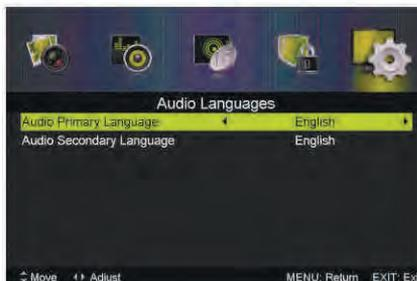 Audio Languages
Audio Primary Language English
Audio Secondary Language English
Move Adjust MENU: Return EXIT: Ex